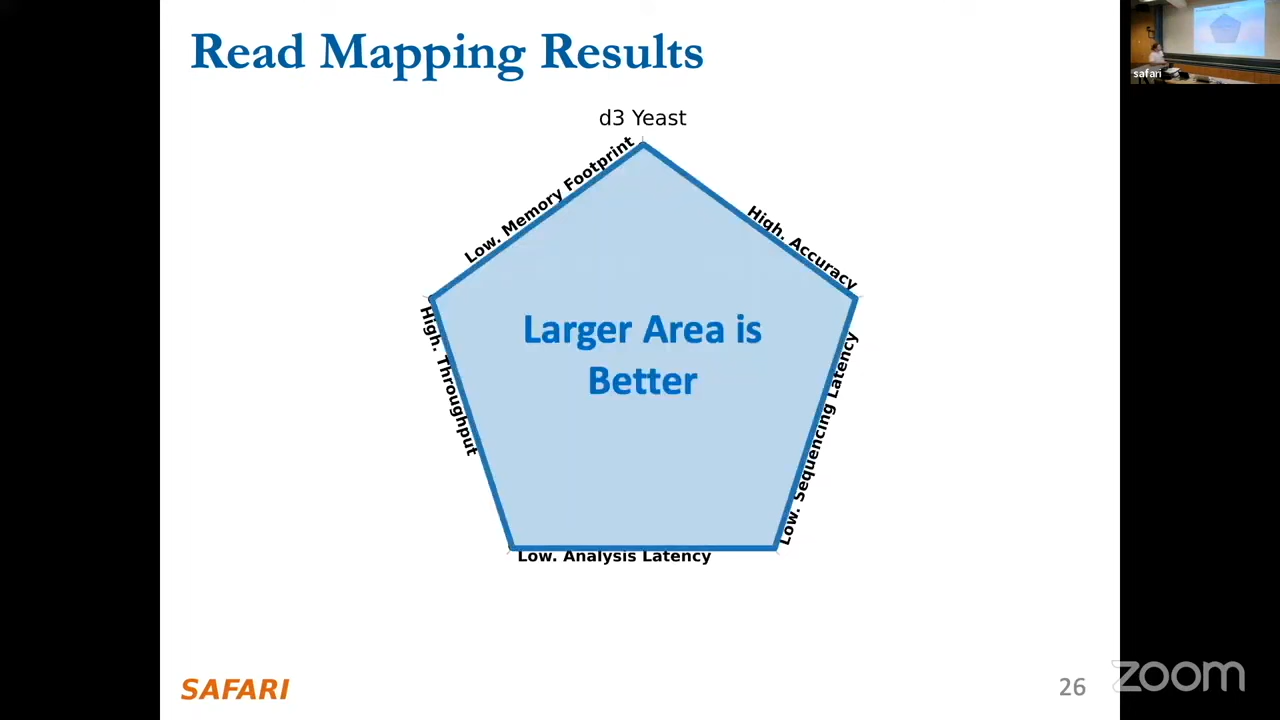 Read Mapping Results
safari
d3 Yeast
Low. Memory Footprint
High. Accuracy
High. Throughput
Larger Area is
Better
Low. Sequencing Latency
Low. Analysis Latency
SAFARI
26
zoom